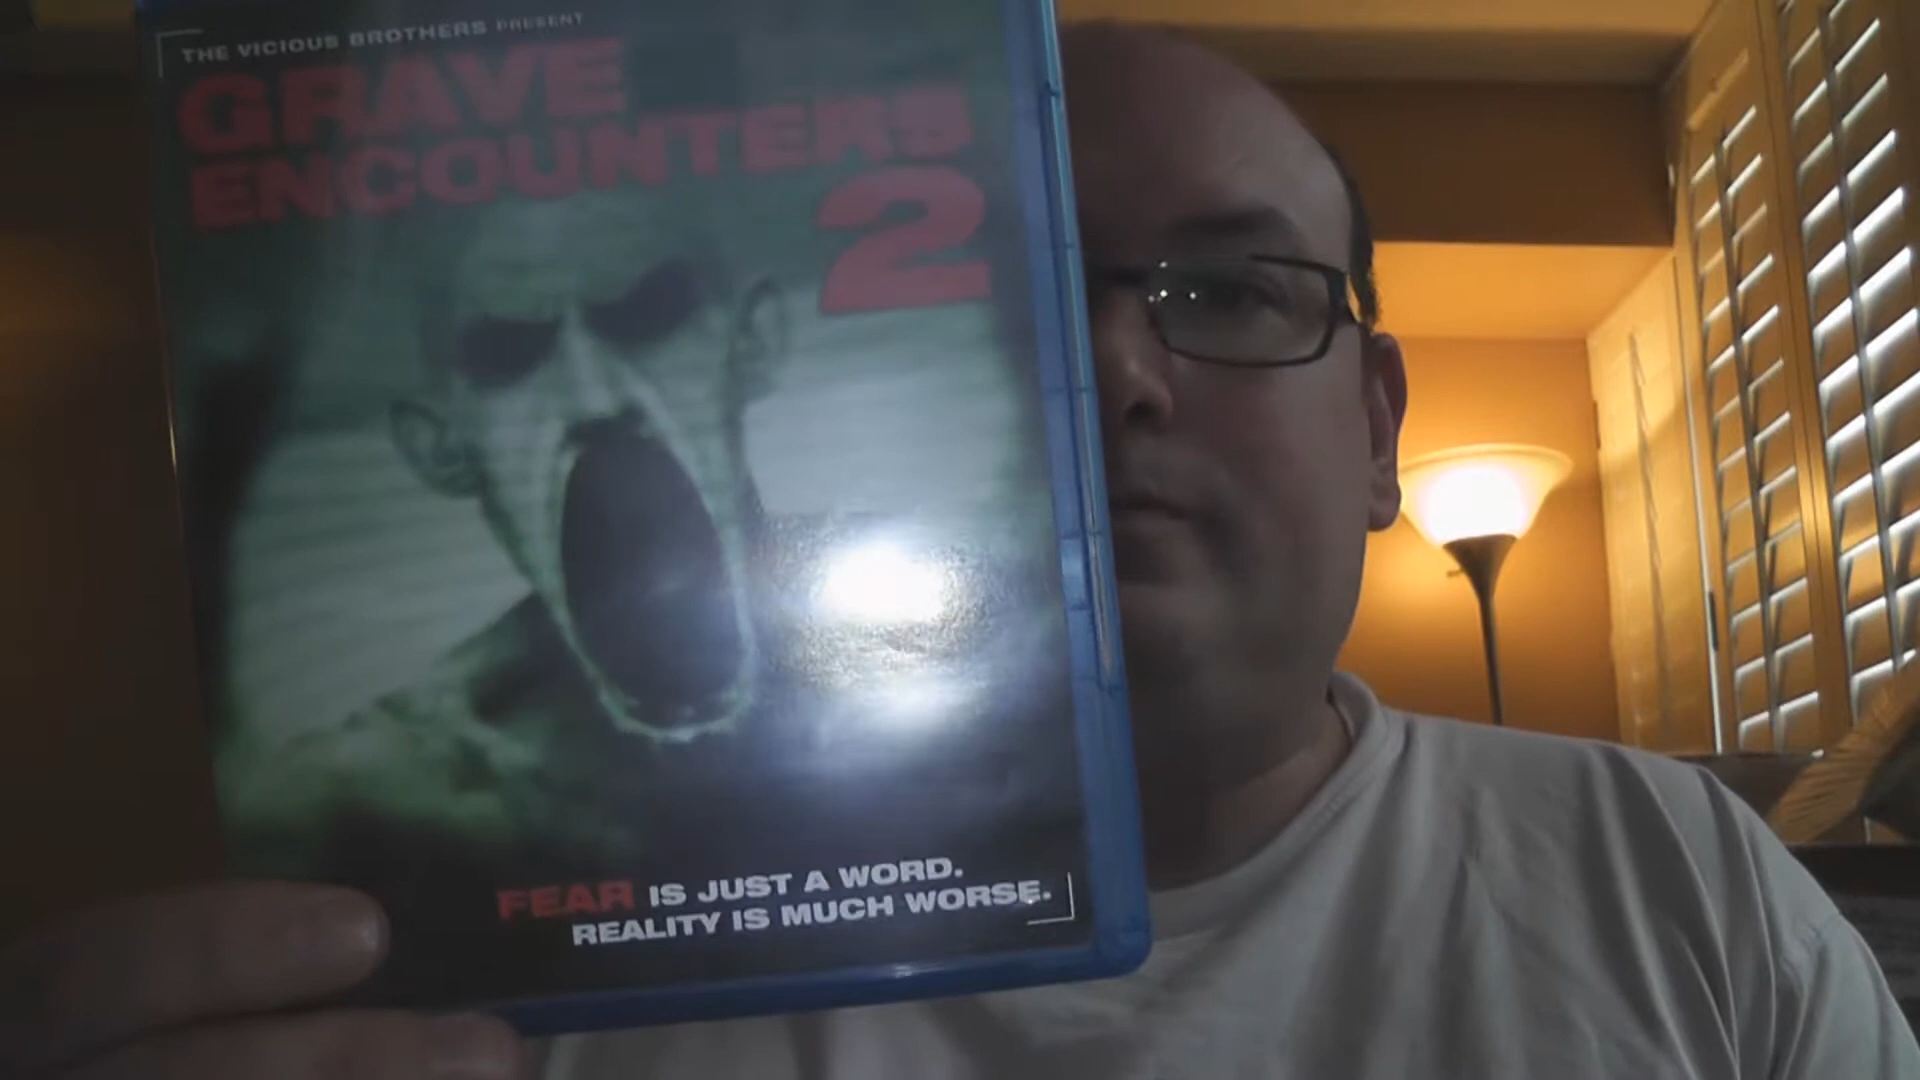 THE VICIOUS BROTHERS PRESENT
GRAVE
ENCOUNTERS
2
FEAR IS JUST A WORD.
REALITY IS MUCH WORSE.